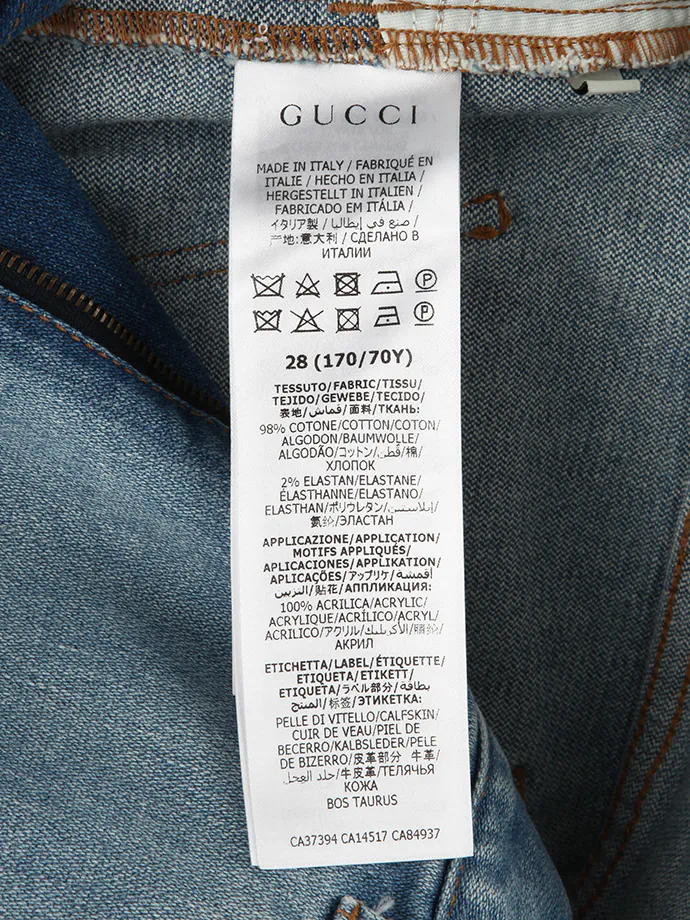 GUCCI
MADE IN ITALY / FABRIQUÉ EN
ITALIE / HECHO EN ITALIA /
HERGESTELLT IN ITALIEN /
FABRICADO EM ITÁLIA /
イタリア製 / صنع في إيطاليا /
产地:意大利 / СДЕЛАНО В
ИТАЛИИ
P
P
28 (170/70Y)
TESSUTO/FABRIC/TISSU/
TEJIDO/GEWEBE/TECIDO/
表地/قماش/面料/ТКАНЬ:
98% COTONE/COTTON/COTON/
ALGODON/BAUMWOLLE/
ALGODÃO/コットン/قطن/棉/
ХЛОПОК
2% ELASTAN/ELASTANE/
ÉLASTHANNE/ELASTANO/
ELASTHAN/ポリウレタン/إيلاستين/
氨纶/ЭЛАСТАН
APPLICAZIONE/APPLICATION/
MOTIFS APPLIQUÉS/
APLICACIONES/APPLIKATION/
APLICAÇÕES/アップリケ/أقمشة
التزيين/贴花/АППЛИКАЦИЯ:
100% ACRILICA/ACRYLIC/
ACRYLIQUE/ACRÍLICO/ACRYL/
ACRILICO/アクリル/الأكريليك/腈纶/
АКРИЛ
ETICHETTA/LABEL/ÉTIQUETTE/
ETIQUETA/ETIKETT/
ETIQUETA/ラベル部分/بطاقة
المنتج/标签/ЭТИКЕТКА:
PELLE DI VITELLO/CALFSKIN/
CUIR DE VEAU/PIEL DE
BECERRO/KALBSLEDER/PELE
DE BIZERRO/皮革部分 牛革/
جلد العجل/牛皮革/ТЕЛЯЧЬЯ
КОЖА
BOS TAURUS
CA37394 CA14517 CA84937